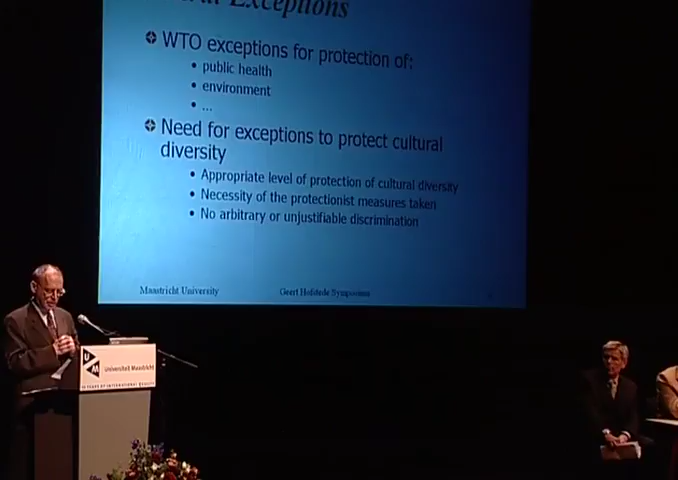 Exceptions
WTO exceptions for protection of:
• public health
• environment
• ...
Need for exceptions to protect cultural
diversity
• Appropriate level of protection of cultural diversity
• Necessity of the protectionist measures taken
• No arbitrary or unjustifiable discrimination
Maastricht University
Geert Hofstede Symposium
U
M
Universiteit Maastricht